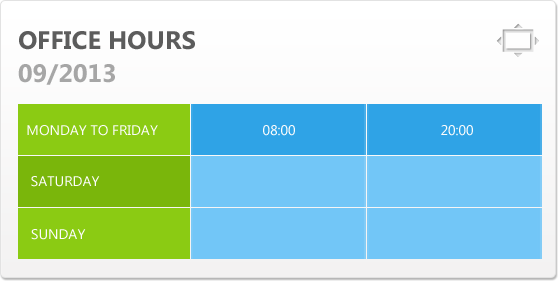 OFFICE HOURS
09/2013
MONDAY TO FRIDAY 08:00 20:00
SATURDAY
SUNDAY